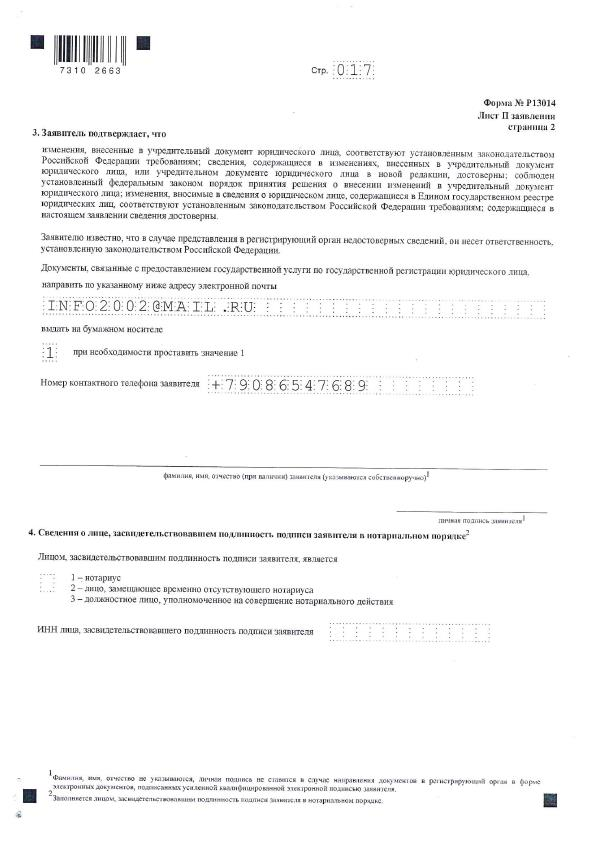 7310 2663
Стр. 017
Форма № Р13014
Лист П заявления
страница 2
3. Заявитель подтверждает, что
изменения, внесенные в учредительный документ юридического лица, соответствуют установленным законодательством
Российской Федерации требованиям; сведения, содержащиеся в изменениях, внесенных в учредительный документ
юридического лица, или учредительном документе юридического лица в новой редакции, достоверны; соблюден
установленный федеральным законом порядок принятия решения о внесении изменений в учредительный документ
юридического лица; изменения, вносимые в сведения о юридическом лице, содержащиеся в Едином государственном реестре
юридических лиц, соответствуют установленным законодательством Российской Федерации требованиям; содержащиеся в
настоящем заявлении сведения достоверны.
Заявителю известно, что в случае представления в регистрирующий орган недостоверных сведений, он несет ответственность,
установленную законодательством Российской Федерации.
Документы, связанные с предоставлением государственной услуги по государственной регистрации юридического лица,
направить по указанному ниже адресу электронной почты
INFO2002@MAIL.RU
выдать на бумажном носителе
1 при необходимости проставить значение 1
Номер контактного телефона заявителя +79086547689
фамилия, имя, отчество (при наличии) заявителя (указываются собственноручно)1
личная подпись заявителя1
4. Сведения о лице, засвидетельствовавшем подлинность подписи заявителя в нотариальном порядке2
Лицом, засвидетельствовавшим подлинность подписи заявителя, является
1 – нотариус
2 – лицо, замещающее временно отсутствующего нотариуса
3 – должностное лицо, уполномоченное на совершение нотариального действия
ИНН лица, засвидетельствовавшего подлинность подписи заявителя
1Фамилия, имя, отчество не указываются, личная подпись не ставится в случае направления документов в регистрирующий орган в форме
электронных документов, подписанных усиленной квалифицированной электронной подписью заявителя.
2Заполняется лицом, засвидетельствовавшим подлинность подписи заявителя в нотариальном порядке.